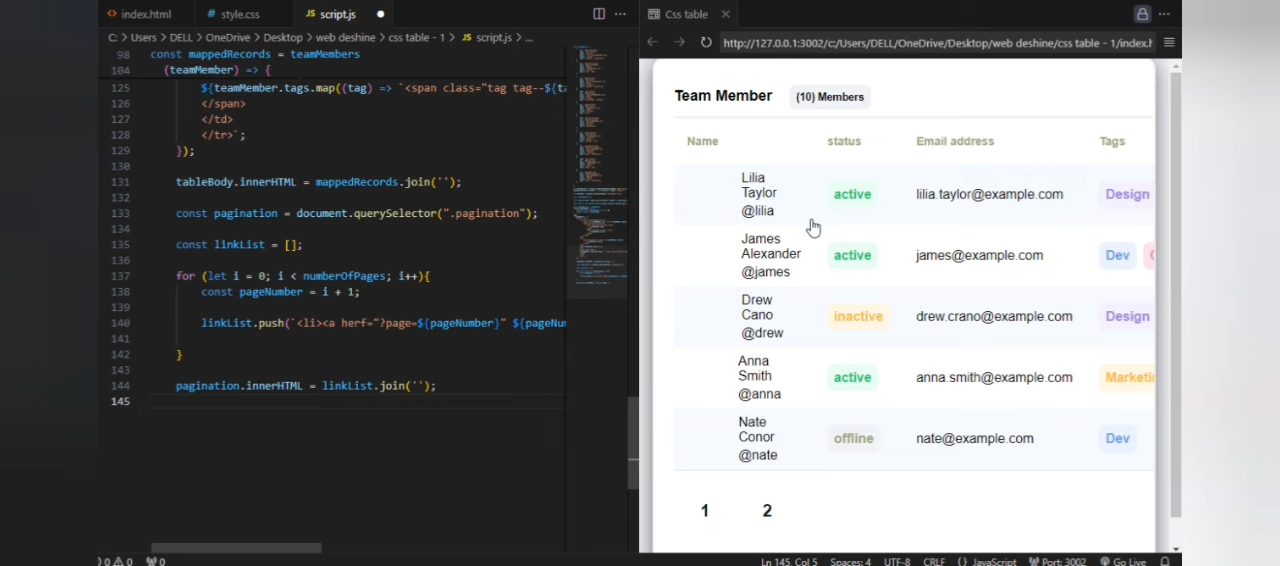 index.html
# style.css
JS script.js
C: > Users > DELL > OneDrive > Desktop > web deshine > css table - 1 > JS script.js > ...
98 const mappedRecords = teamMembers
104 (teamMember) => {
125 ${teamMember.tags.map((tag) => `<span class="tag tag--${ta
126 </span>
127 </td>
128 </tr>`;
129 });
130
131 tableBody.innerHTML = mappedRecords.join('');
132
133 const pagination = document.querySelector(".pagination");
134
135 const linkList = [];
136
137 for (let i = 0; i < numberOfPages; i++){
138 const pageNumber = i + 1;
139
140 linkList.push(`<li><a herf="?page=${pageNumber}" ${pageNum
141
142 }
143
144 pagination.innerHTML = linkList.join('');
145
0 0 0
Ln 145, Col 5 Spaces: 4 UTF-8 CRLF {} JavaScript Port: 3002 Go Live
Css table
http://127.0.0.1:3002/c:/Users/DELL/OneDrive/Desktop/web deshine/css table - 1/index.h
Team Member (10) Members
Name status Email address Tags
Lilia
Taylor
@lilia
active lilia.taylor@example.com Design
James
Alexander
@james
active james@example.com Dev
Drew
Cano
@drew
inactive drew.crano@example.com Design
Anna
Smith
@anna
active anna.smith@example.com Marketi
Nate
Conor
@nate
offline nate@example.com Dev
1 2